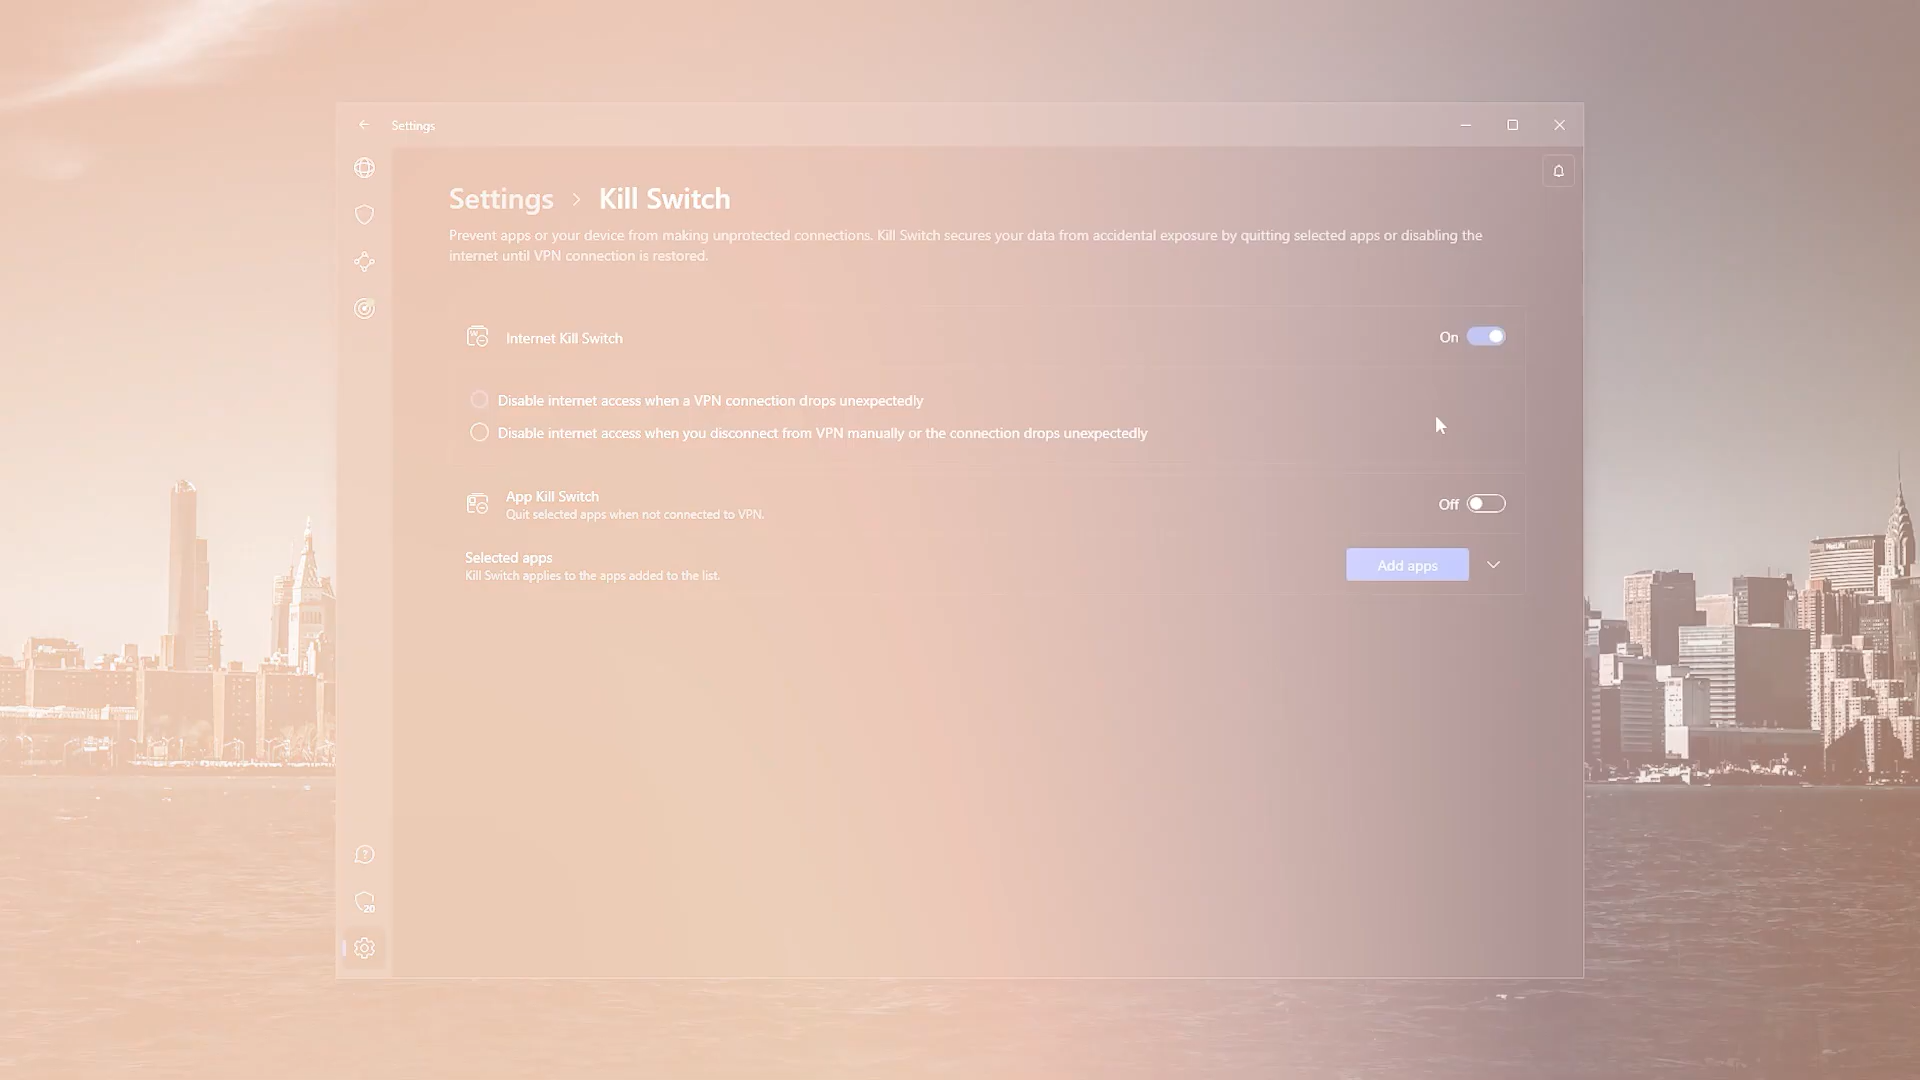 Settings
Settings > Kill Switch
Prevent apps or your device from making unprotected connections. Kill Switch secures your data from accidental exposure by quitting selected apps or disabling the
internet until VPN connection is restored.
Internet Kill Switch
On
Disable internet access when a VPN connection drops unexpectedly
Disable internet access when you disconnect from VPN manually or the connection drops unexpectedly
App Kill Switch
Off
Quit selected apps when not connected to VPN.
Selected apps
Add apps
Kill Switch applies to the apps added to the list.
MetLife
20